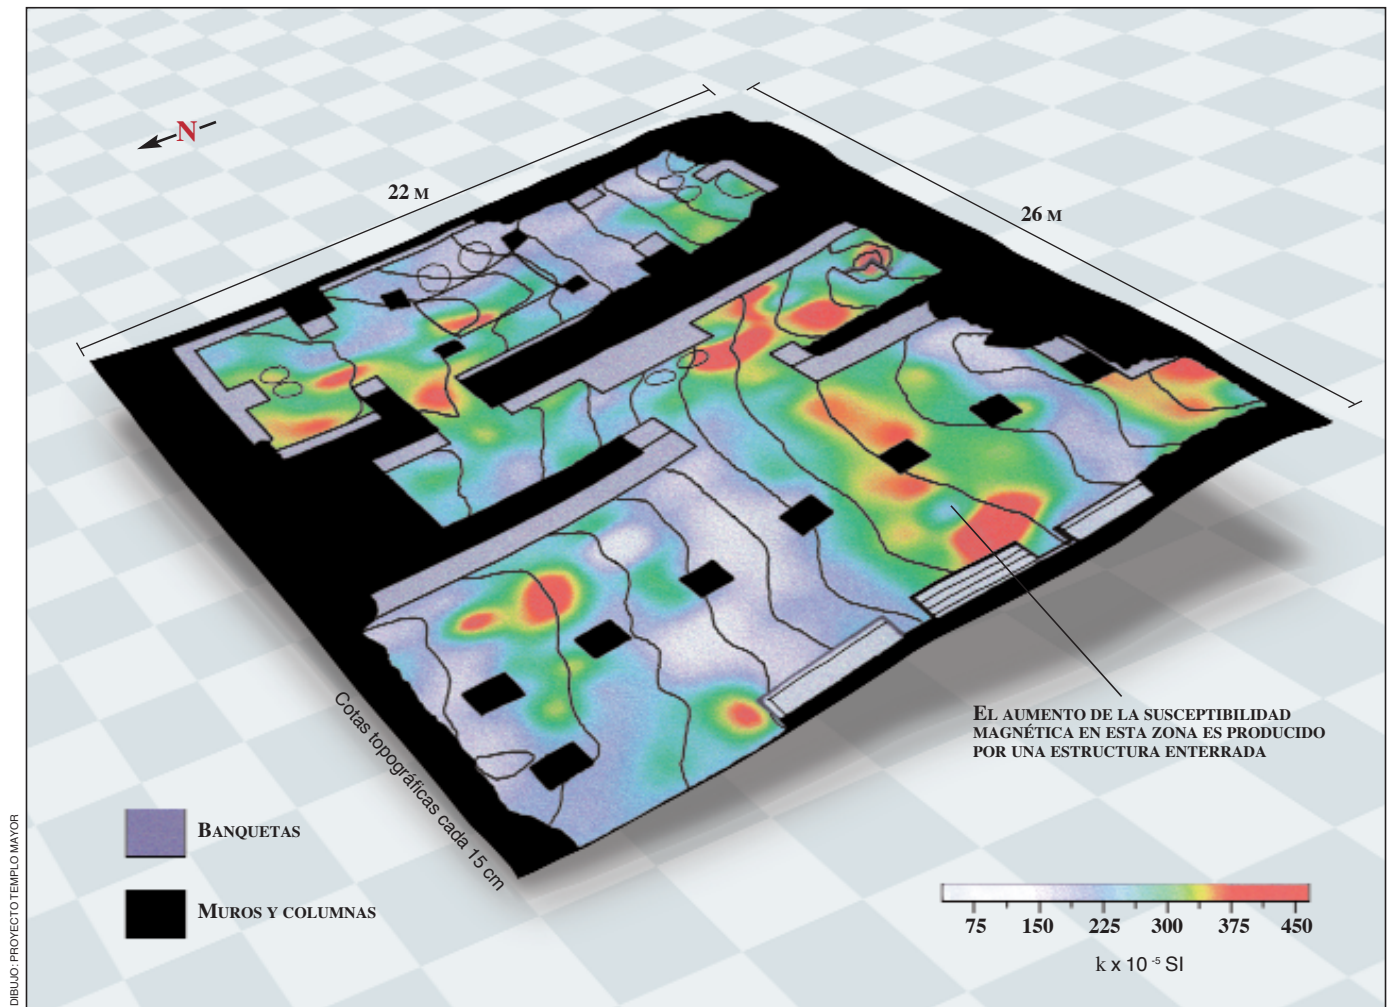 N
22 M
26 M
Cotas topográficas cada 15 cm
EL AUMENTO DE LA SUSCEPTIBILIDAD
MAGNÉTICA EN ESTA ZONA ES PRODUCIDO
POR UNA ESTRUCTURA ENTERRADA
BANQUETAS
MUROS Y COLUMNAS
75 150 225 300 375 450
k x 10 -5 SI
DIBUJO: PROYECTO TEMPLO MAYOR